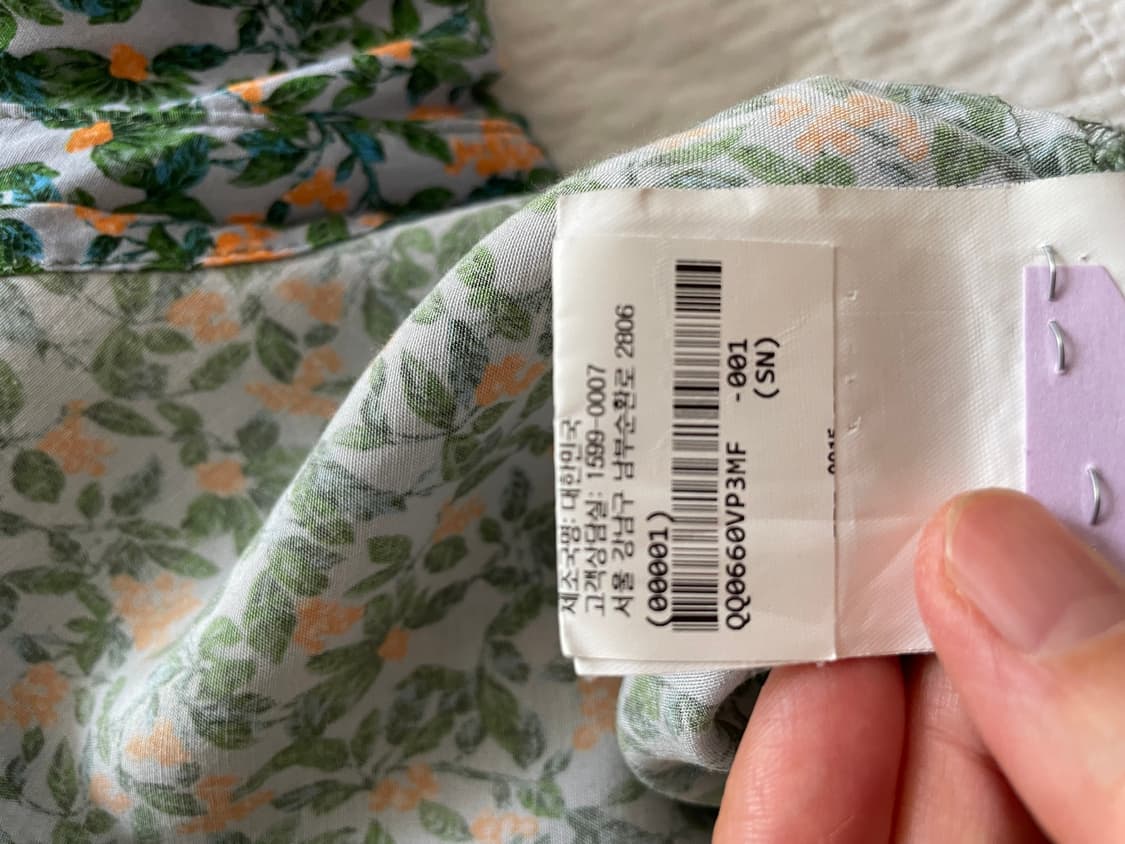 제조국명: 대한민국
고객상담실: 1599-0007
서울 강남구 남부순환로 2806
(00001)
QQ0660VP3MF -001
(SN)